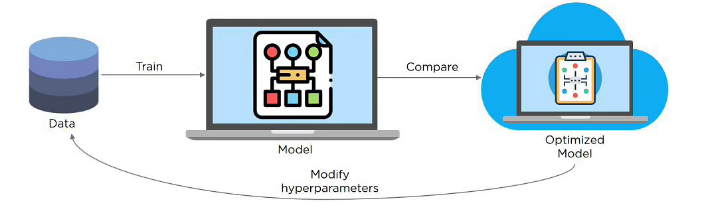 Train
Compare
Data
Model
Optimized
Model
Modify
hyperparameters